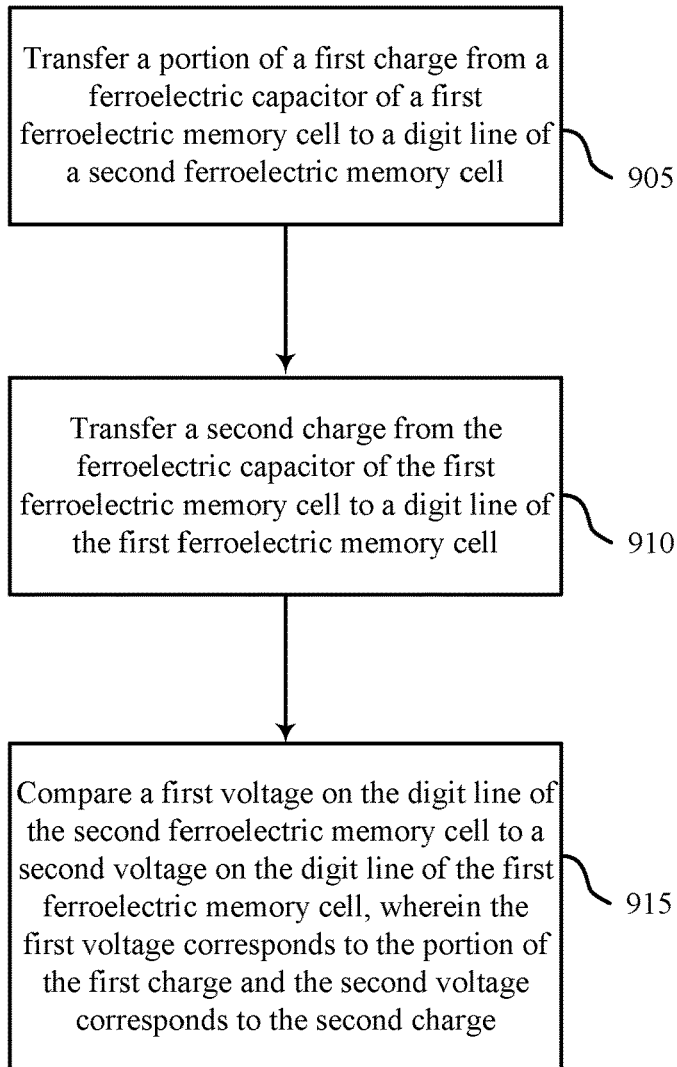 Transfer a portion of a first charge from a
ferroelectric capacitor of a first
ferroelectric memory cell to a digit line of
a second ferroelectric memory cell
905
Transfer a second charge from the
ferroelectric capacitor of the first
ferroelectric memory cell to a digit line of
the first ferroelectric memory cell
910
Compare a first voltage on the digit line of
the second ferroelectric memory cell to a
second voltage on the digit line of the first
ferroelectric memory cell, wherein the
first voltage corresponds to the portion of
the first charge and the second voltage
corresponds to the second charge
915